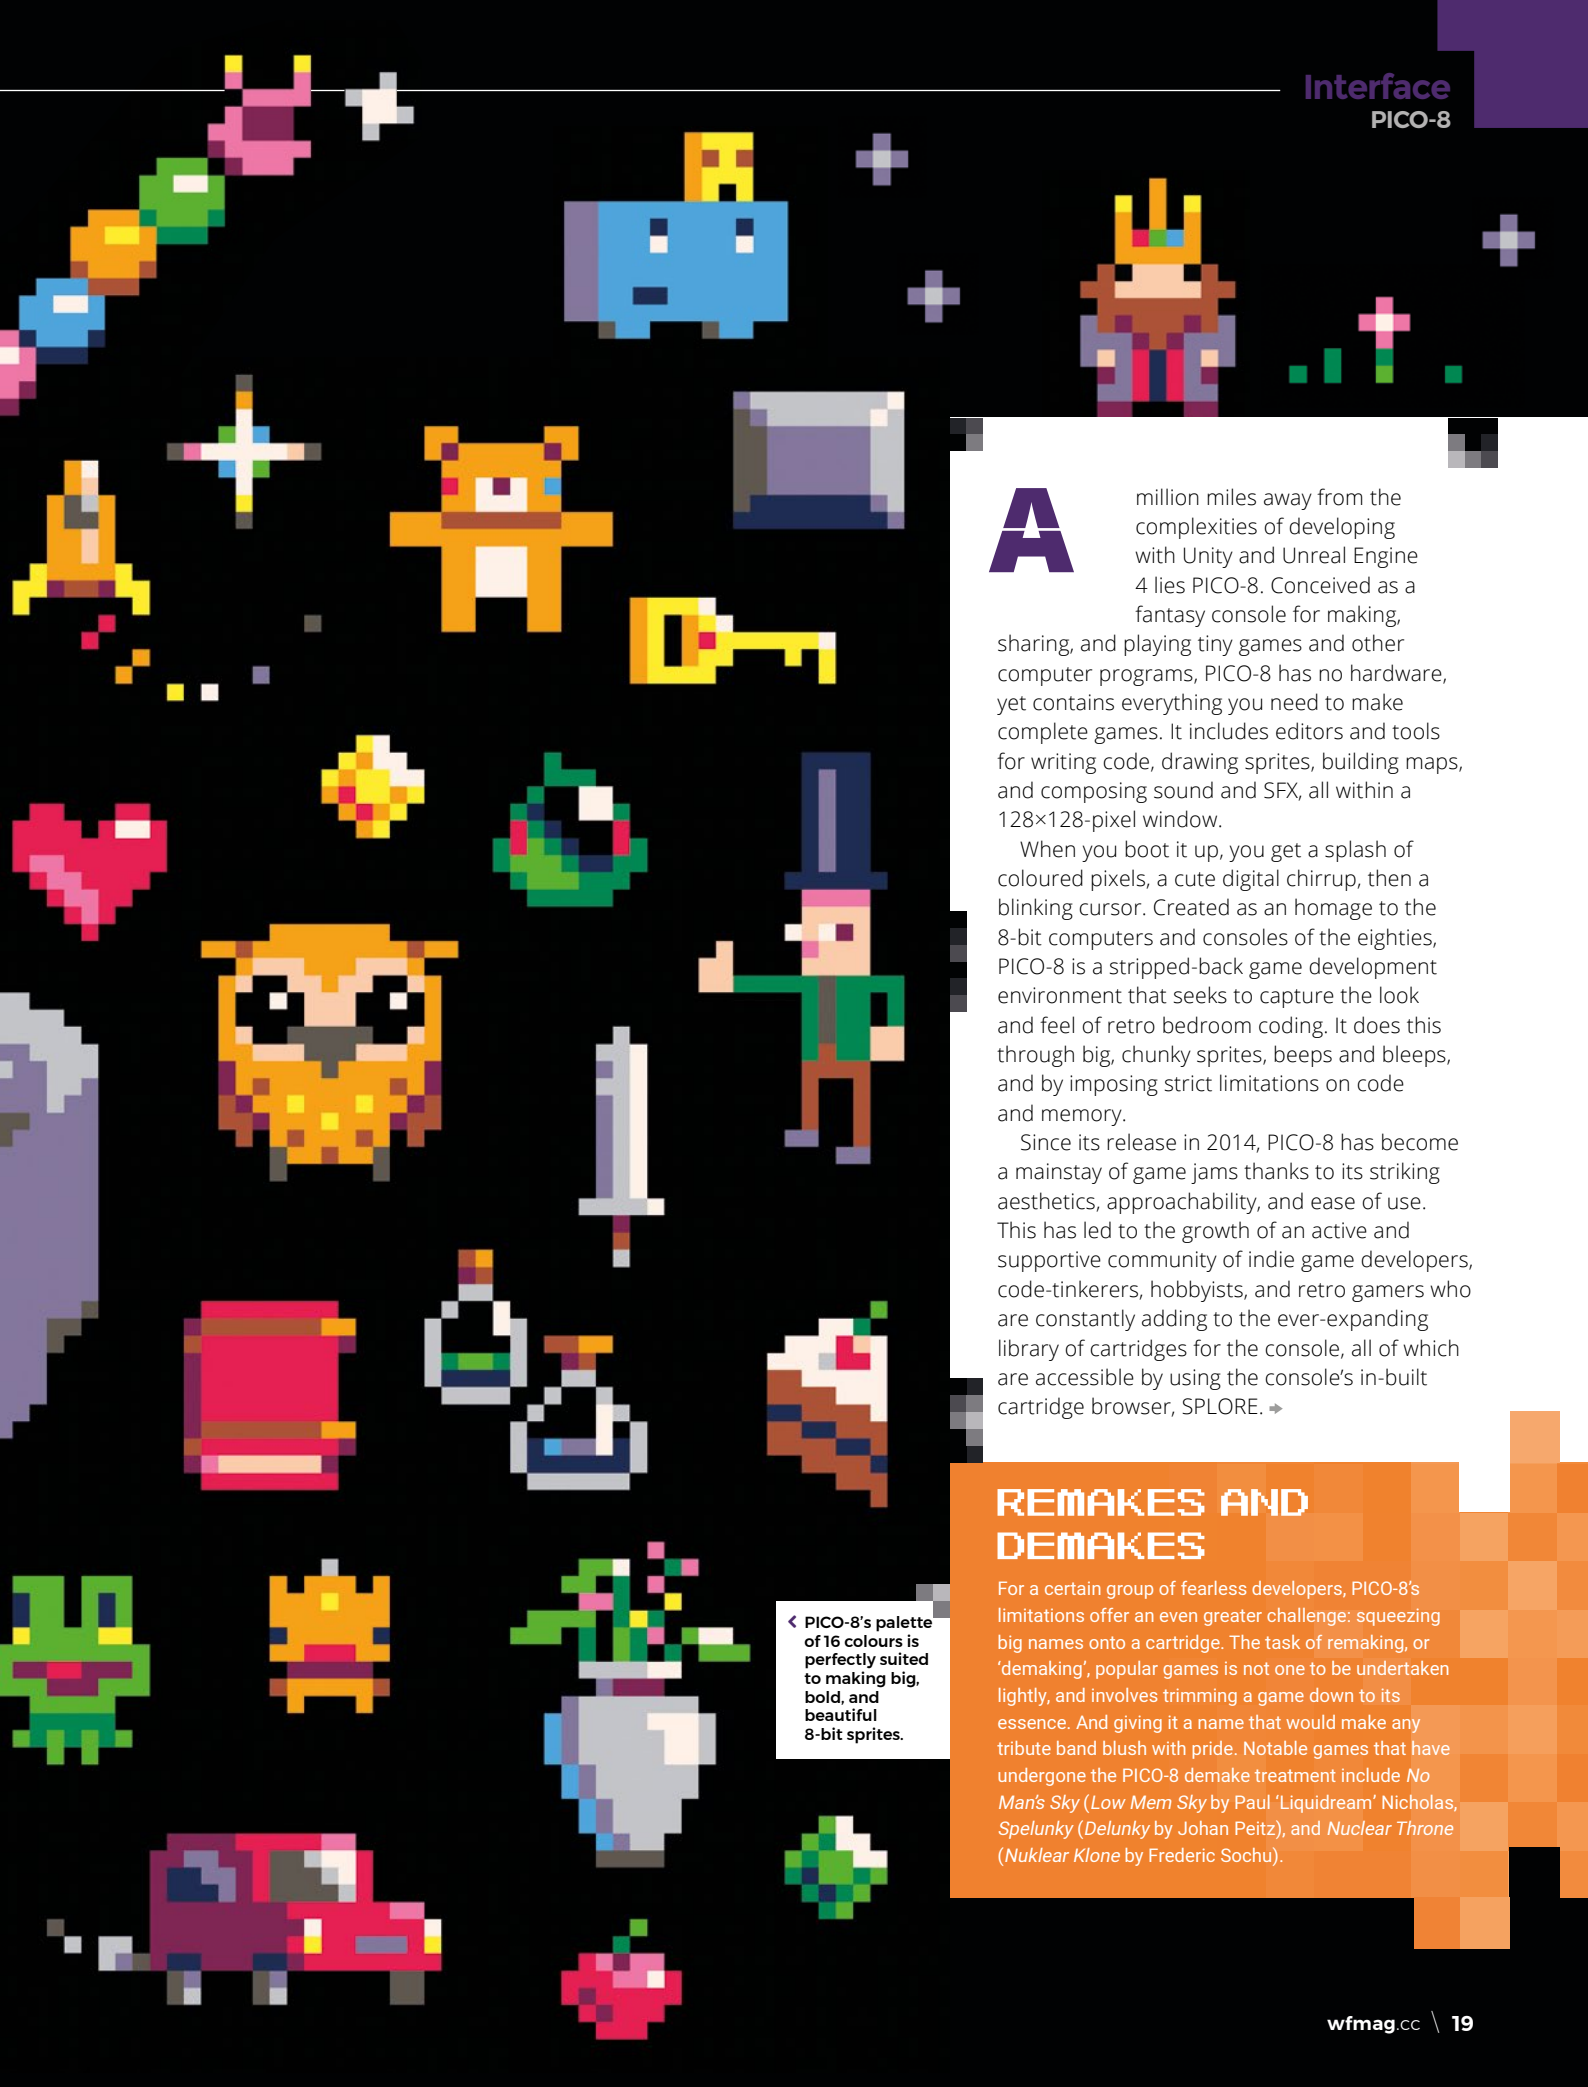 Interface
PICO-8
A million miles away from the
complexities of developing
with Unity and Unreal Engine
4 lies PICO-8. Conceived as a
fantasy console for making,
sharing, and playing tiny games and other
computer programs, PICO-8 has no hardware,
yet contains everything you need to make
complete games. It includes editors and tools
for writing code, drawing sprites, building maps,
and composing sound and SFX, all within a
128×128-pixel window.
When you boot it up, you get a splash of
coloured pixels, a cute digital chirrup, then a
blinking cursor. Created as an homage to the
8-bit computers and consoles of the eighties,
PICO-8 is a stripped-back game development
environment that seeks to capture the look
and feel of retro bedroom coding. It does this
through big, chunky sprites, beeps and bleeps,
and by imposing strict limitations on code
and memory.
Since its release in 2014, PICO-8 has become
a mainstay of game jams thanks to its striking
aesthetics, approachability, and ease of use.
This has led to the growth of an active and
supportive community of indie game developers,
code-tinkerers, hobbyists, and retro gamers who
are constantly adding to the ever-expanding
library of cartridges for the console, all of which
are accessible by using the console's in-built
cartridge browser, SPLORE.
REMAKES AND
DEMAKES
For a certain group of fearless developers, PICO-8's
limitations offer an even greater challenge: squeezing
big names onto a cartridge. The task of remaking, or
'demaking', popular games is not one to be undertaken
lightly, and involves trimming a game down to its
essence. And giving it a name that would make any
tribute band blush with pride. Notable games that have
undergone the PICO-8 demake treatment include No
Man's Sky (Low Mem Sky by Paul 'Liquidream' Nicholas,
Spelunky (Delunky by Johan Peitz), and Nuclear Throne
(Nuklear Klone by Frederic Sochu).
PICO-8's palette
of 16 colours is
perfectly suited
to making big,
bold, and
beautiful
8-bit sprites.
wfmag.cc \ 19